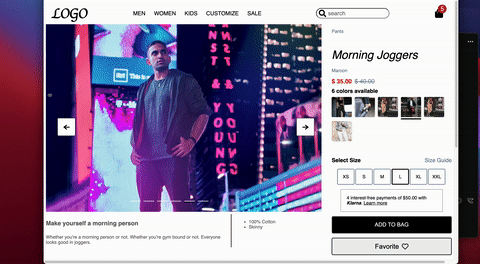 LOGO
MEN WOMEN KIDS CUSTOMIZE SALE
search
5
Pants
Morning Joggers
Maroon
$ 35.00 $ 40.00
6 colors available
Select Size
Size Guide
XS S M L XL XXL
4 interest-free payments of $50.00 with
Klarna. Learn more
ADD TO BAG
Favorite
YOUNG
Make yourself a morning person
Whether you're a morning person or not. Whether you're gym bound or not. Everyone
looks good in joggers.
100% Cotton
Skinny